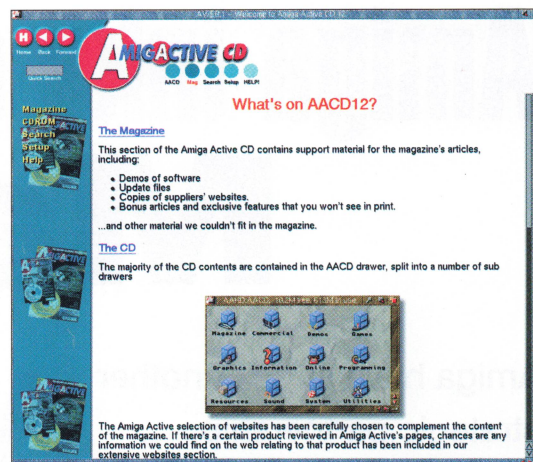 AWEB - Welcome to Amiga Active CD 12
Home Back Forward
Quick Search
AMIGACTIVE CD
AACD Mag Search Setup HELP!
Magazine
CDROM
Search
Setup
Help
What's on AACD12?
The Magazine
This section of the Amiga Active CD contains support material for the magazine's articles,
including:
Demos of software
Update files
Copies of suppliers' websites.
Bonus articles and exclusive features that you won't see in print.
...and other material we couldn't fit in the magazine.
The CD
The majority of the CD contents are contained in the AACD drawer, split into a number of sub
drawers
Magazine Commercial Demos Games
Graphics Information Online Programming
Resources Sound System Utilities
The Amiga Active selection of websites has been carefully chosen to complement the content
of the magazine. If there's a certain product reviewed in Amiga Active's pages, chances are any
information we could find on the web relating to that product has been included in our
extensive websites section.